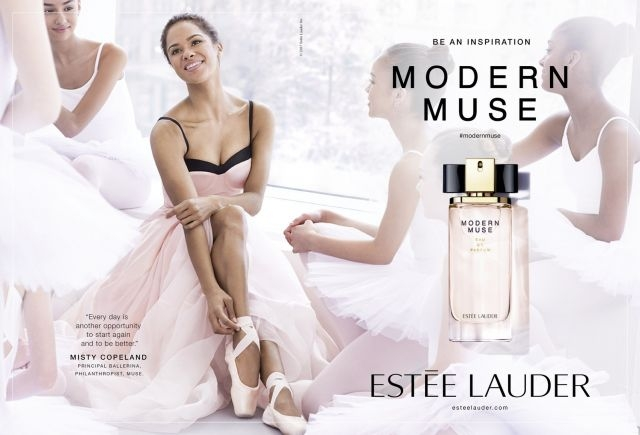 BE AN INSPIRATION
MODERN
MUSE
#modernmuse
MODERN
MUSE
EAU
DE
PARFUM
ESTĒE LAUDER
“Every day is
another opportunity
to start again
and to be better.”
MISTY COPELAND
PRINCIPAL BALLERINA,
PHILANTHROPIST, MUSE.
ESTĒE LAUDER
esteelauder.com